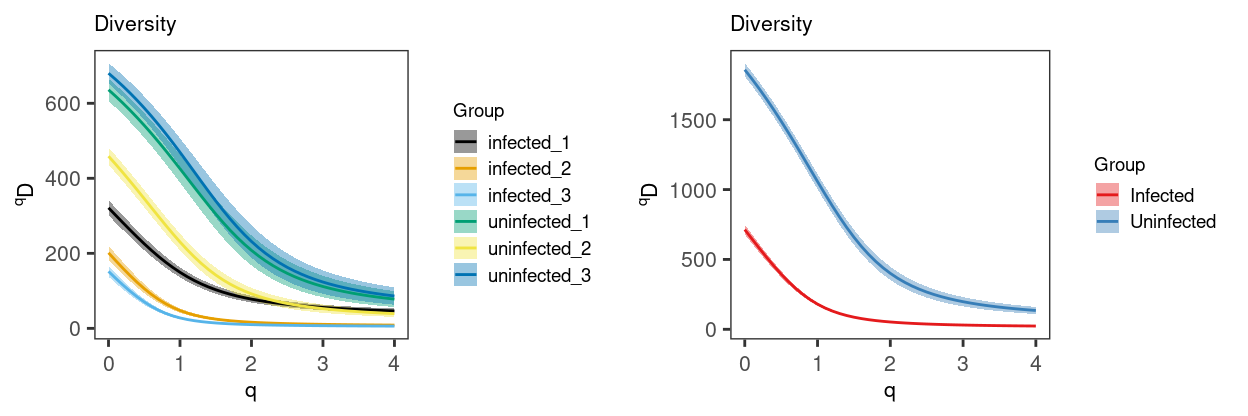 Diversity
600
400
200
0
qD
0 1 2 3 4
q
Group
infected_1
infected_2
infected_3
uninfected_1
uninfected_2
uninfected_3
Diversity
1500
1000
500
0
qD
0 1 2 3 4
q
Group
Infected
Uninfected